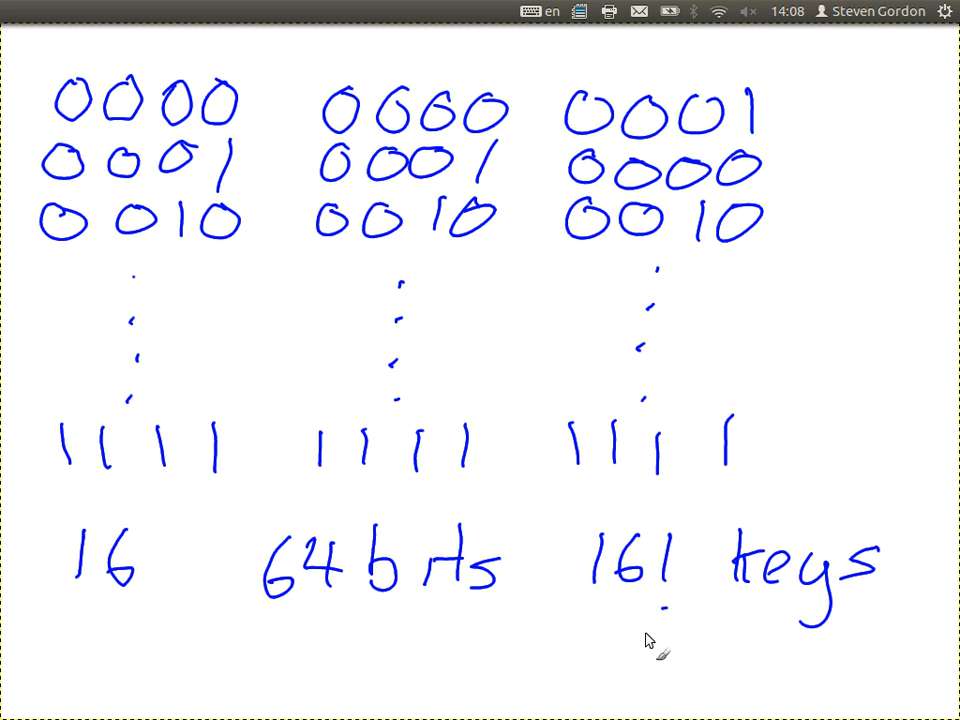 en 14:08 Steven Gordon
0000 0000 0001
0001 0001 0000
0010 0010 0010
1111 1111 1111
16 64 bits 16! keys